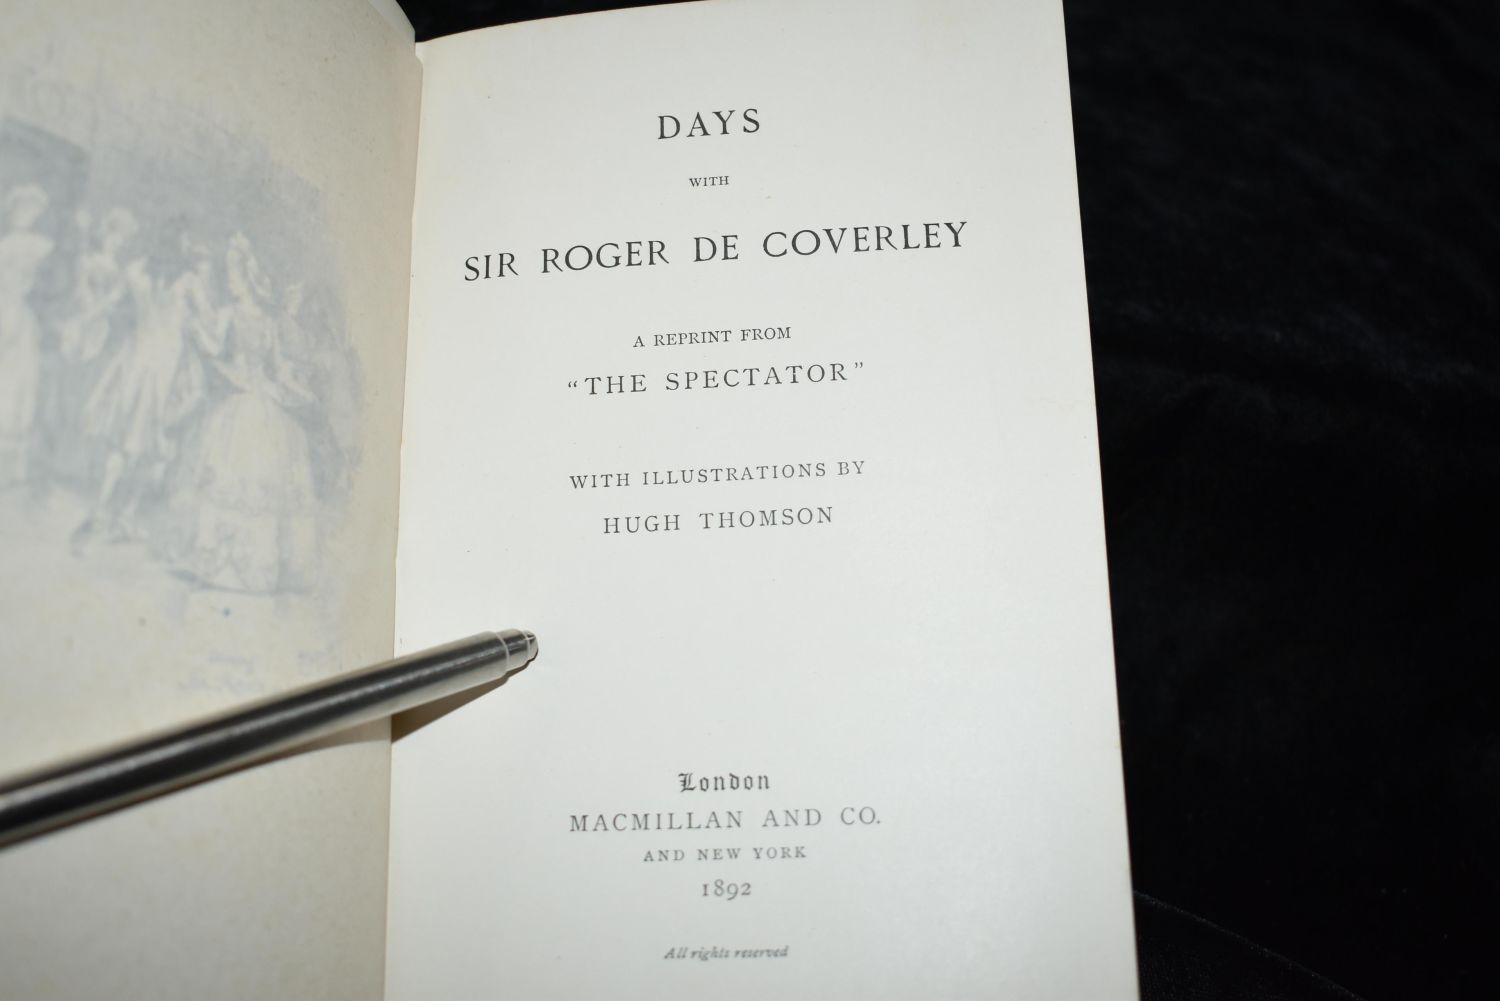 DAYS
WITH
SIR ROGER DE COVERLEY
A REPRINT FROM
"THE SPECTATOR"
WITH ILLUSTRATIONS BY
HUGH THOMSON
London
MACMILLAN AND CO.
AND NEW YORK
1892
All rights reserved